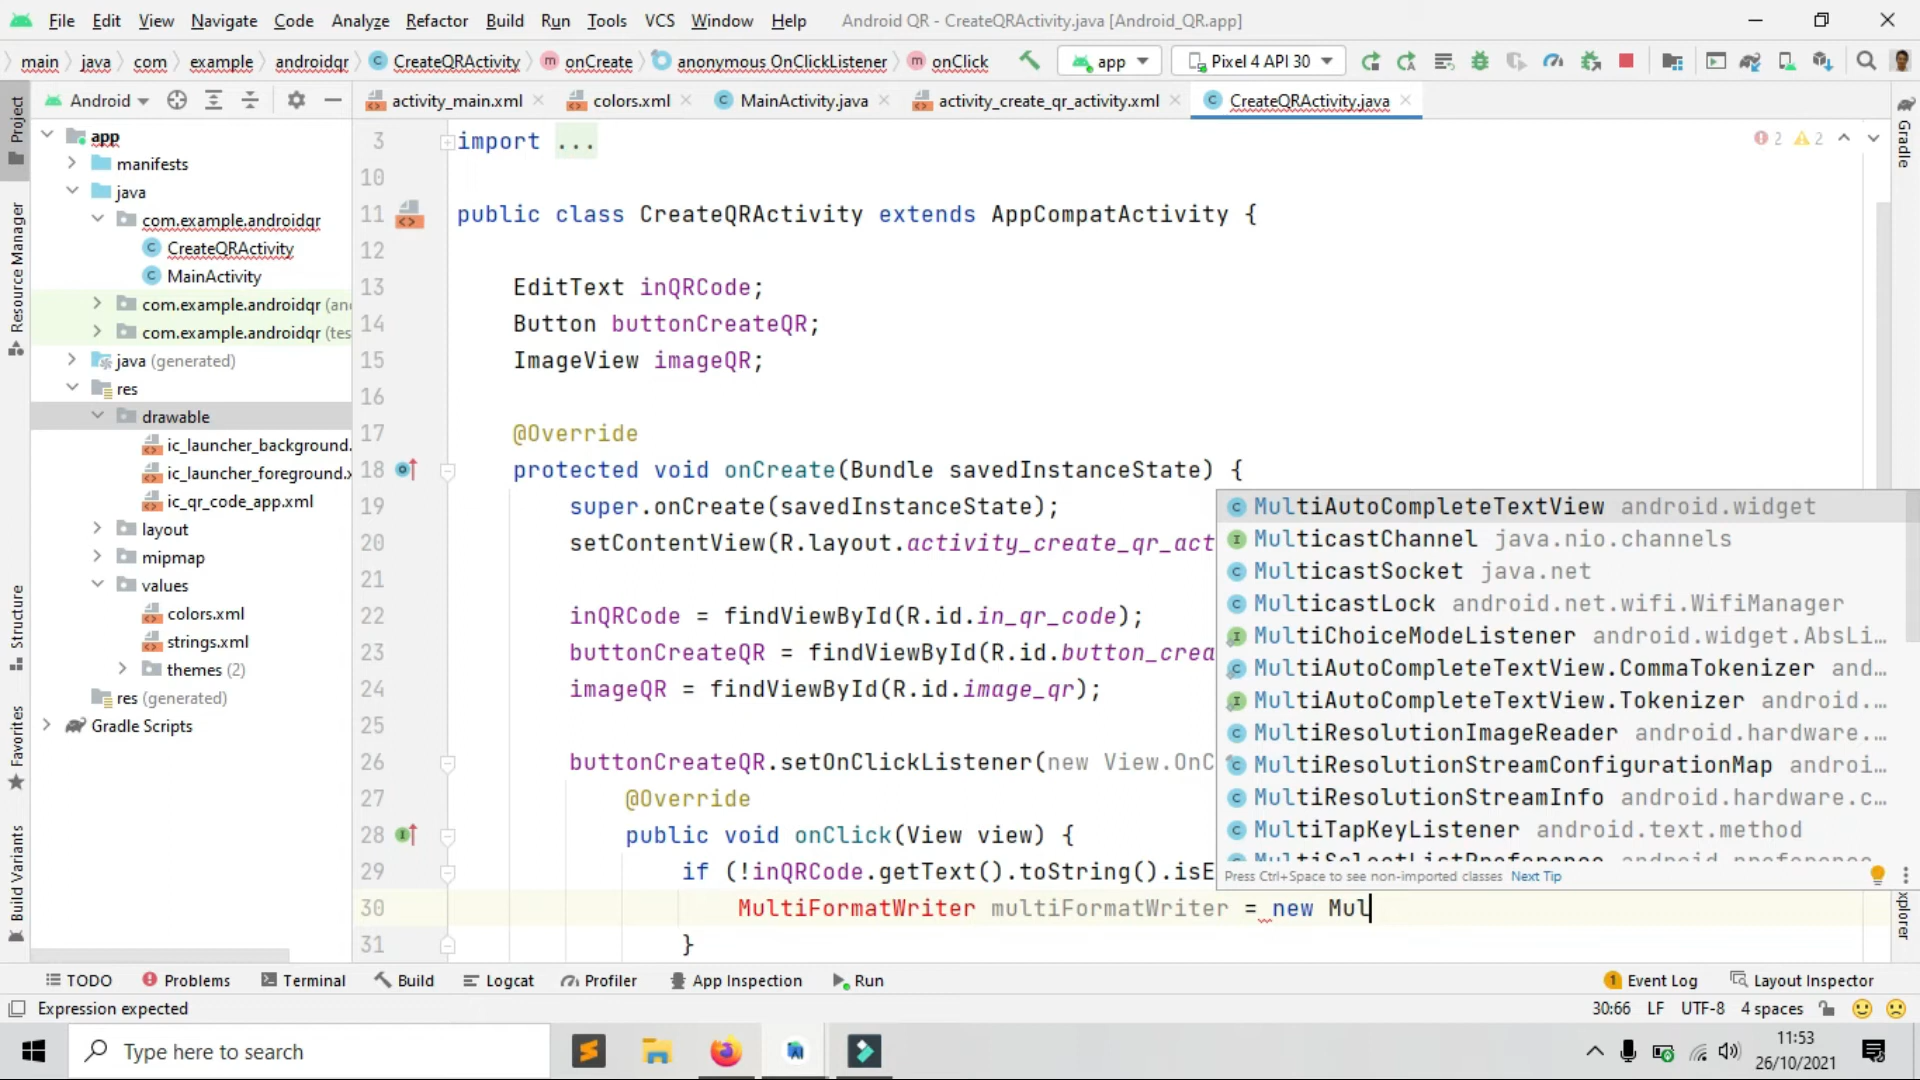 File Edit View Navigate Code Analyze Refactor Build Run Tools VCS Window Help Android QR - CreateQRActivity.java [Android_QR.app]
main java com example androidqr CreateQRActivity onCreate anonymous OnClickListener onClick app Pixel 4 API 30
Android activity_main.xml colors.xml MainActivity.java activity_create_qr_activity.xml CreateQRActivity.java
Project
Resource Manager
Structure
Favorites
Build Variants
Gradle
app
manifests
java
com.example.androidqr
CreateQRActivity
MainActivity
com.example.androidqr (and
com.example.androidqr (tes
java (generated)
res
drawable
ic_launcher_background.
ic_launcher_foreground.x
ic_qr_code_app.xml
layout
mipmap
values
colors.xml
strings.xml
themes (2)
res (generated)
Gradle Scripts
2 2
3 import ...
10
11 public class CreateQRActivity extends AppCompatActivity {
12
13 EditText inQRCode;
14 Button buttonCreateQR;
15 ImageView imageQR;
16
17 @Override
18 protected void onCreate(Bundle savedInstanceState) {
19 super.onCreate(savedInstanceState);
20 setContentView(R.layout.activity_create_qr_act
21
22 inQRCode = findViewById(R.id.in_qr_code);
23 buttonCreateQR = findViewById(R.id.button_crea
24 imageQR = findViewById(R.id.image_qr);
25
26 buttonCreateQR.setOnClickListener(new View.OnC
27 @Override
28 public void onClick(View view) {
29 if (!inQRCode.getText().toString().isE
30 MultiFormatWriter multiFormatWriter = new Mul
31 }
MultiAutoCompleteTextView android.widget
MulticastChannel java.nio.channels
MulticastSocket java.net
MulticastLock android.net.wifi.WifiManager
MultiChoiceModeListener android.widget.AbsLi...
MultiAutoCompleteTextView.CommaTokenizer and...
MultiAutoCompleteTextView.Tokenizer android....
MultiResolutionImageReader android.hardware....
MultiResolutionStreamConfigurationMap androi...
MultiResolutionStreamInfo android.hardware.c...
MultiTapKeyListener android.text.method
MultiSelectListPreference android.preference
Press Ctrl+Space to see non-imported classes Next Tip
xplorer
TODO Problems Terminal Build Logcat Profiler App Inspection Run 1 Event Log Layout Inspector
Expression expected 30:66 LF UTF-8 4 spaces
Type here to search
11:53
26/10/2021